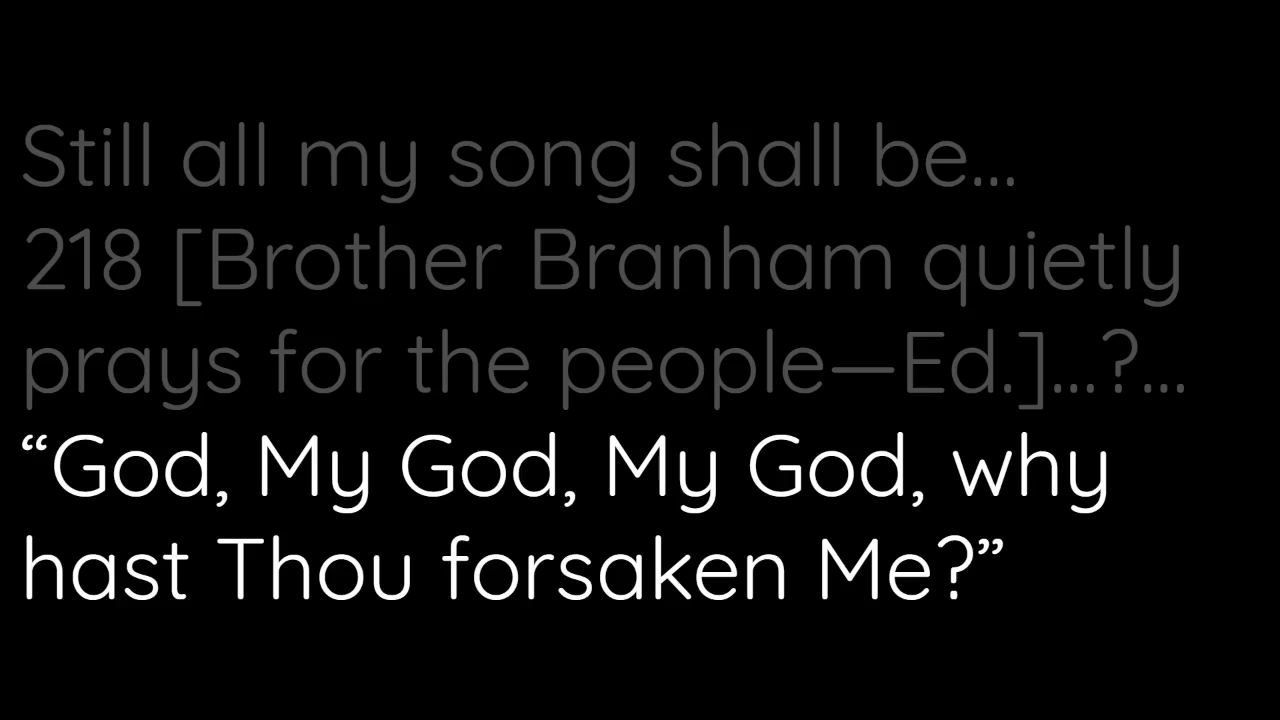 Still all my song shall be...
218 [Brother Branham quietly
prays for the people—Ed.]...?...
“God, My God, My God, why
hast Thou forsaken Me?”